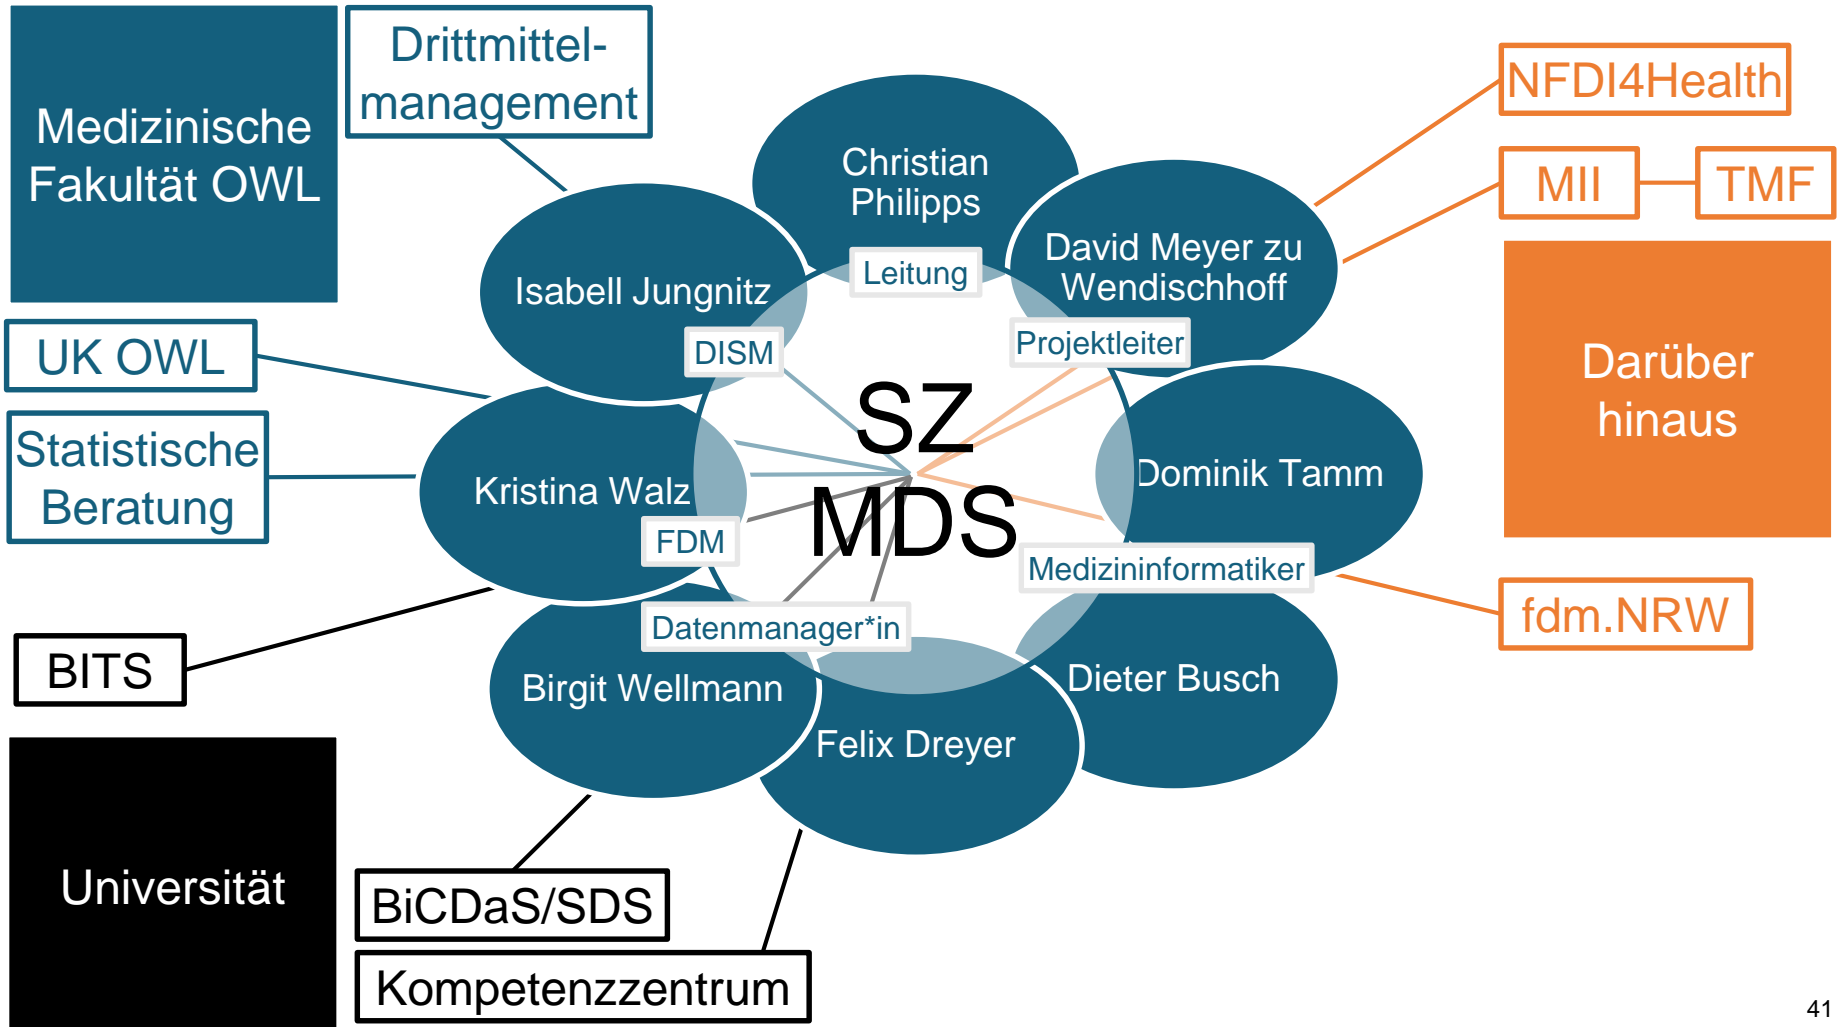 Medizinische
Fakultät OWL
Drittmittel-
management
UK OWL
Statistische
Beratung
BITS
Universität
BiCDaS/SDS
Kompetenzzentrum
Christian
Philipps
Leitung
David Meyer zu
Wendischhoff
Projektleiter
Isabell Jungnitz
DISM
Kristina Walz
FDM
SZ
MDS
Dominik Tamm
Medizininformatiker
Dieter Busch
Datenmanager*in
Birgit Wellmann
Felix Dreyer
NFDI4Health
MII
TMF
Darüber
hinaus
fdm.NRW
41